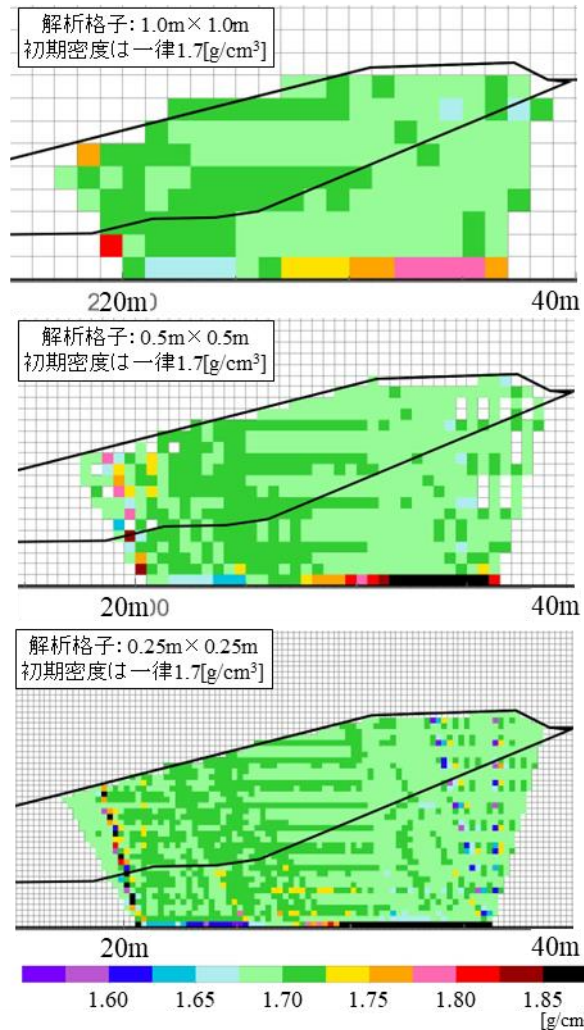 解析格子：1.0m×1.0m
初期密度は一律1.7[g/cm³]
20m
40m
解析格子：0.5m×0.5m
初期密度は一律1.7[g/cm³]
20m
40m
解析格子：0.25m×0.25m
初期密度は一律1.7[g/cm³]
20m 40m
1.60 1.70 1.80
1.65 1.75 1.85
[g/cm